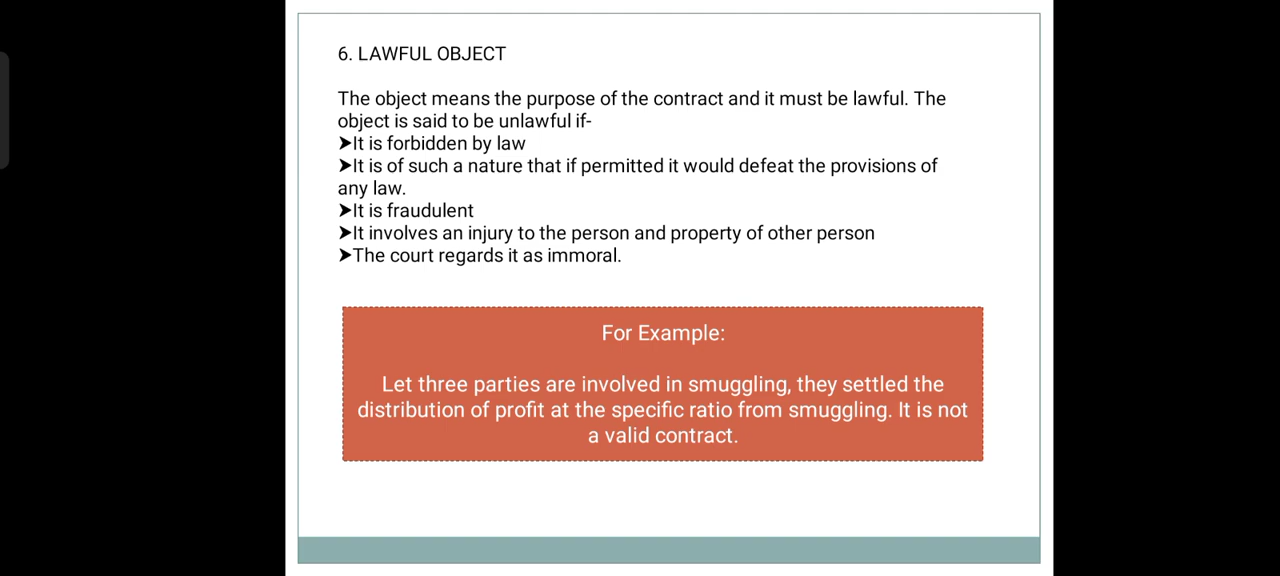 6. LAWFUL OBJECT
The object means the purpose of the contract and it must be lawful. The
object is said to be unlawful if-
➤It is forbidden by law
➤It is of such a nature that if permitted it would defeat the provisions of
any law.
➤It is fraudulent
➤It involves an injury to the person and property of other person
➤The court regards it as immoral.
For Example:
Let three parties are involved in smuggling, they settled the
distribution of profit at the specific ratio from smuggling. It is not
a valid contract.